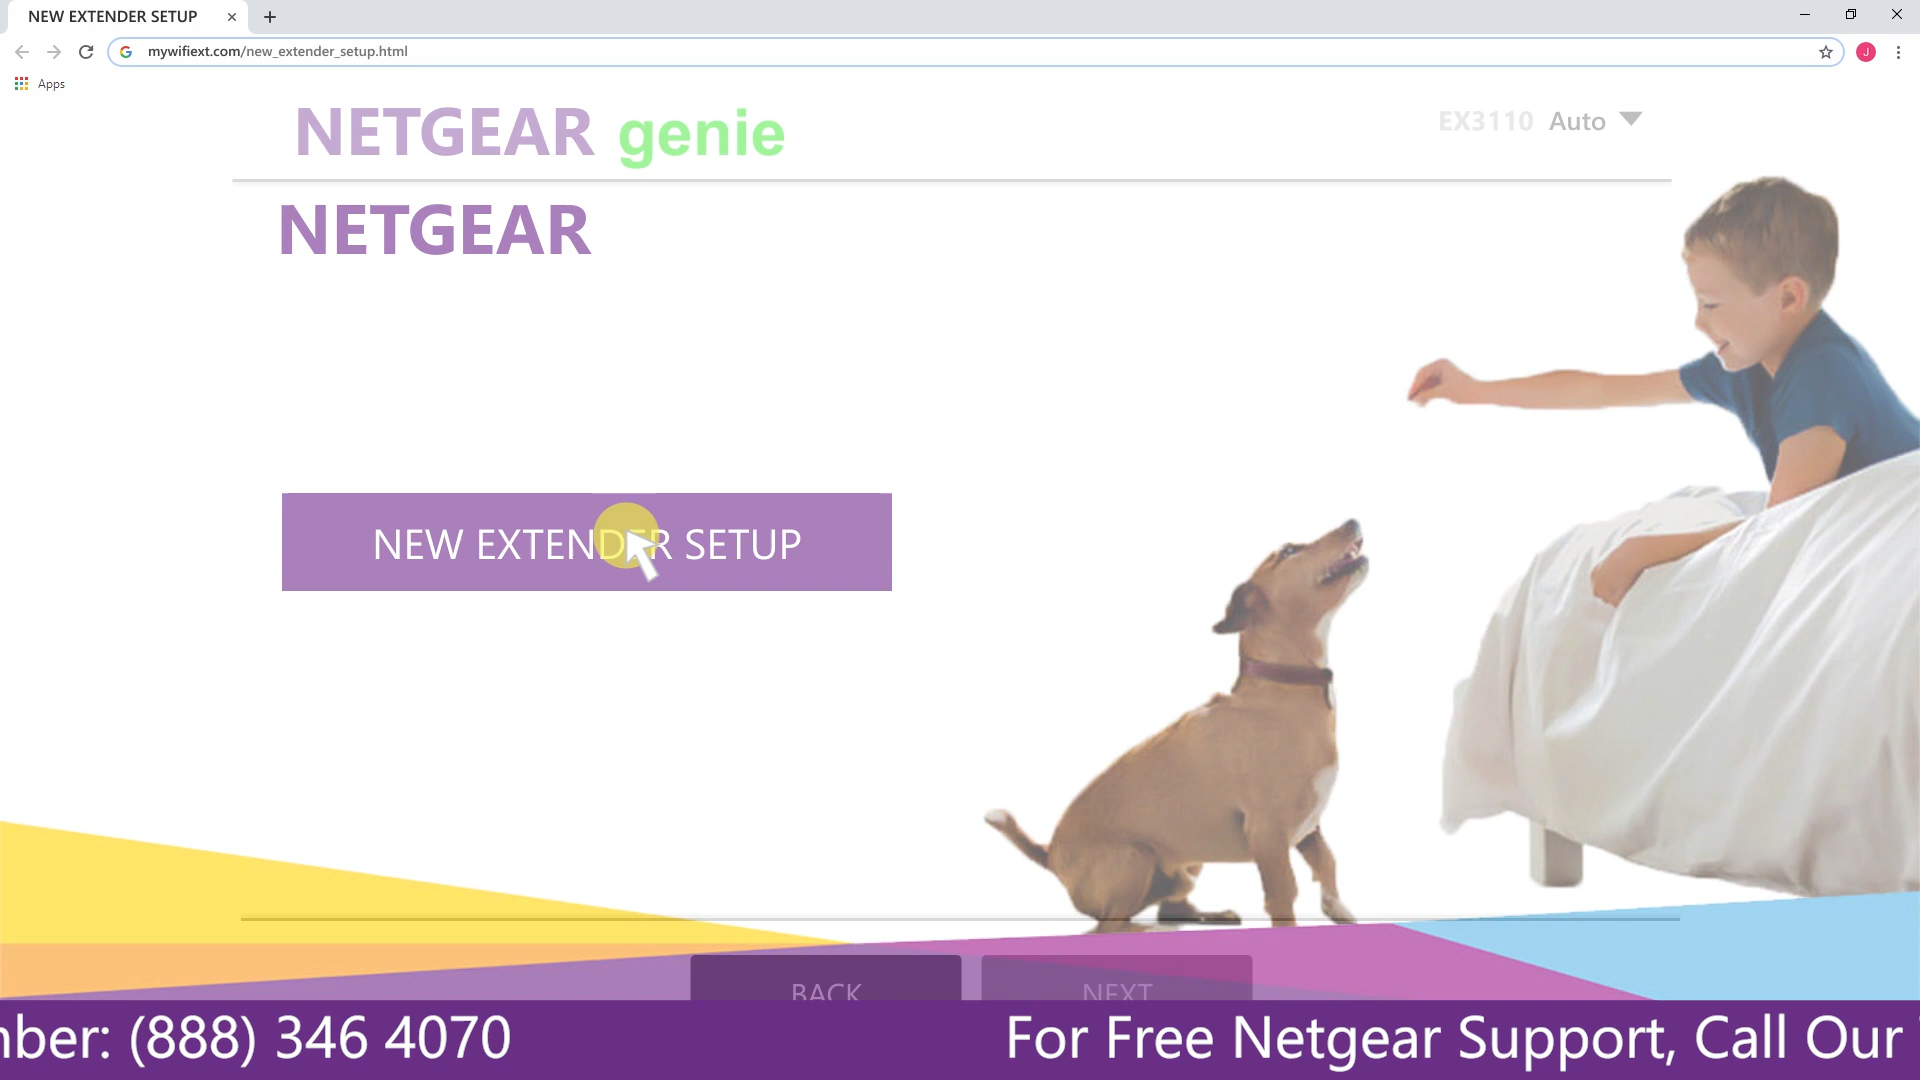 NEW EXTENDER SETUP
mywifiext.com/new_extender_setup.html
J
Apps
NETGEAR genie
EX3110 Auto
NETGEAR
NEW EXTENDER SETUP
BACK
NEXT
mber: (888) 346 4070
For Free Netgear Support, Call Our